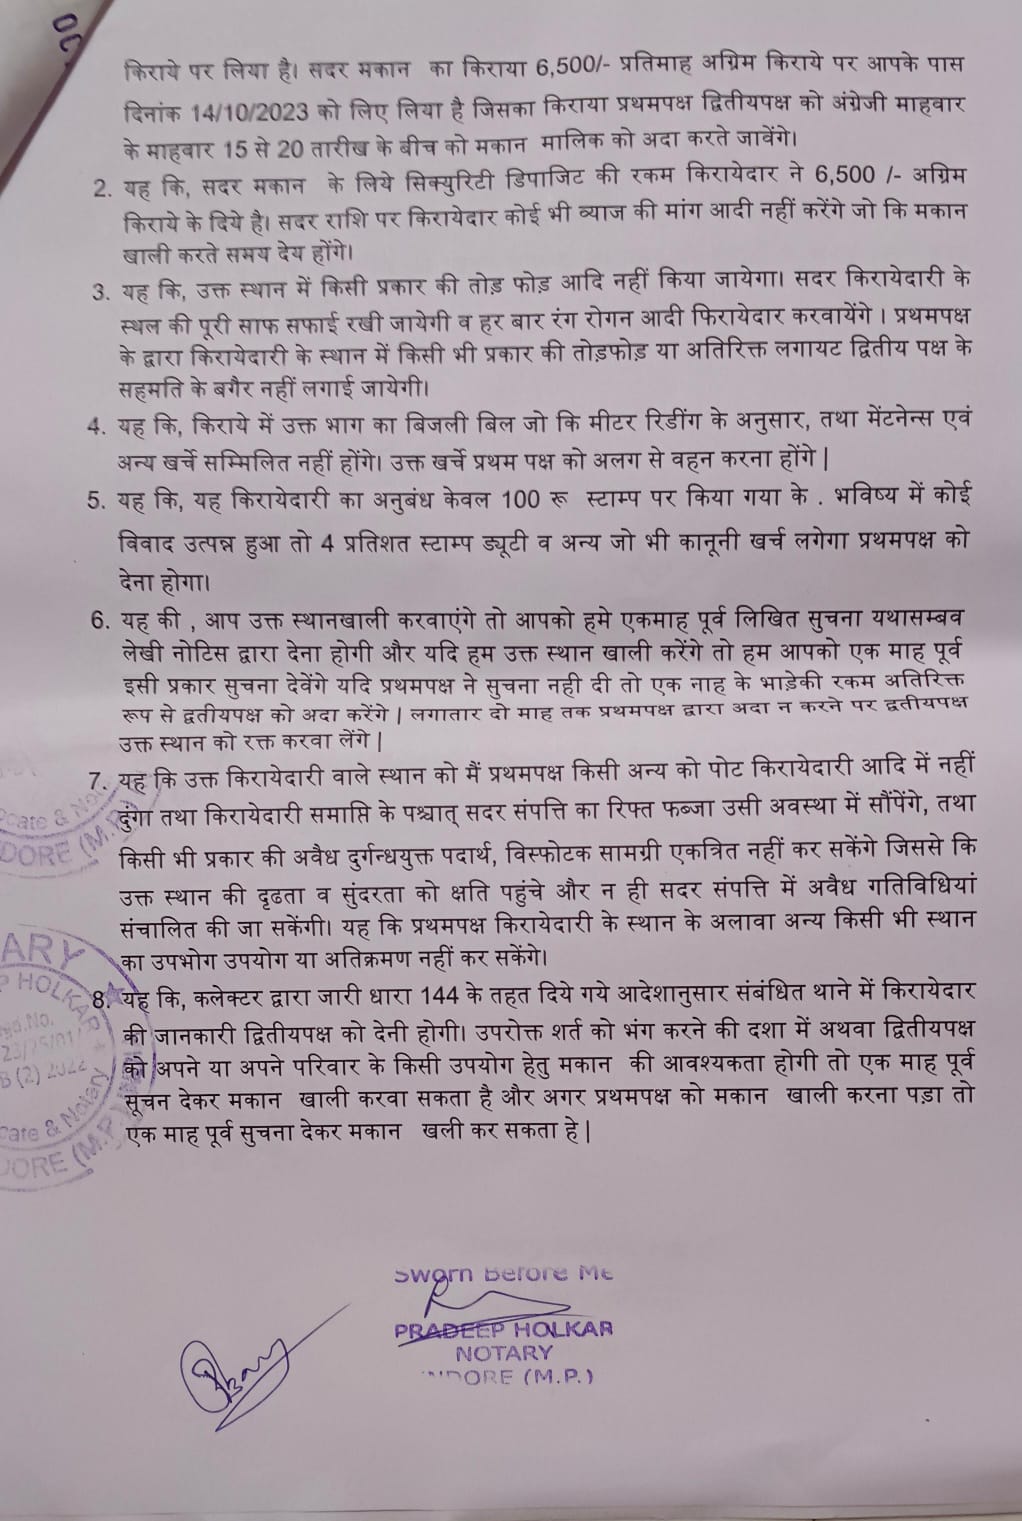 किराये पर लिया है। सदर मकान का किराया 6,500/- प्रतिमाह अग्रिम किराये पर आपके पास
दिनांक 14/10/2023 को लिए लिया है जिसका किराया प्रथमपक्ष द्वितीयपक्ष को अंग्रेजी माहवार
के माहवार 15 से 20 तारीख के बीच को मकान मालिक को अदा करते जावेंगे।
2. यह कि, सदर मकान के लिये सिक्युरिटी डिपाजिट की रकम किरायेदार ने 6,500 /- अग्रिम
किराये के दिये है। सदर राशि पर किरायेदार कोई भी व्याज की मांग आदी नहीं करेंगे जो कि मकान
खाली करते समय देय होंगे।
3. यह कि, उक्त स्थान में किसी प्रकार की तोड़ फोड़ आदि नहीं किया जायेगा। सदर किरायेदारी के
स्थल की पूरी साफ सफाई रखी जायेगी व हर बार रंग रोगन आदी फिरायेदार करवायेंगे । प्रथमपक्ष
के द्वारा किरायेदारी के स्थान में किसी भी प्रकार की तोड़फोड़ या अतिरिक्त लगायट द्वितीय पक्ष के
सहमति के बगैर नहीं लगाई जायेगी।
4. यह कि, किराये में उक्त भाग का बिजली बिल जो कि मीटर रिडींग के अनुसार, तथा मेंटनेन्स एवं
अन्य खर्चे सम्मिलित नहीं होंगे। उक्त खर्चे प्रथम पक्ष को अलग से वहन करना होंगे |
5. यह कि, यह किरायेदारी का अनुबंध केवल 100 रू स्टाम्प पर किया गया के . भविष्य में कोई
विवाद उत्पन्न हुआ तो 4 प्रतिशत स्टाम्प ड्यूटी व अन्य जो भी कानूनी खर्च लगेगा प्रथमपक्ष को
देना होगा।
6. यह की , आप उक्त स्थानखाली करवाएंगे तो आपको हमे एकमाह पूर्व लिखित सुचना यथासम्बव
लेखी नोटिस द्वारा देना होगी और यदि हम उक्त स्थान खाली करेंगे तो हम आपको एक माह पूर्व
इसी प्रकार सुचना देवेंगे यदि प्रथमपक्ष ने सुचना नही दी तो एक नाह के भाड़ेकी रकम अतिरिक्त
रूप से द्वतीयपक्ष को अदा करेंगे | लगातार दो माह तक प्रथमपक्ष द्वारा अदा न करने पर द्वतीयपक्ष
उक्त स्थान को रक्त करवा लेंगे |
7. यह कि उक्त किरायेदारी वाले स्थान को मैं प्रथमपक्ष किसी अन्य को पोट किरायेदारी आदि में नहीं
दुंगा तथा किरायेदारी समाप्ति के पश्चात् सदर संपत्ति का रिफ्त फब्जा उसी अवस्था में सौंपेंगे, तथा
किसी भी प्रकार की अवैध दुर्गन्धयुक्त पदार्थ, विस्फोटक सामग्री एकत्रित नहीं कर सकेंगे जिससे कि
उक्त स्थान की दृढता व सुंदरता को क्षति पहुंचे और न ही सदर संपत्ति में अवैध गतिविधियां
संचालित की जा सकेंगी। यह कि प्रथमपक्ष किरायेदारी के स्थान के अलावा अन्य किसी भी स्थान
का उपभोग उपयोग या अतिक्रमण नहीं कर सकेंगे।
8. यह कि, कलेक्टर द्वारा जारी धारा 144 के तहत दिये गये आदेशानुसार संबंधित थाने में किरायेदार
की जानकारी द्वितीयपक्ष को देनी होगी। उपरोक्त शर्त को भंग करने की दशा में अथवा द्वितीयपक्ष
को अपने या अपने परिवार के किसी उपयोग हेतु मकान की आवश्यकता होगी तो एक माह पूर्व
सूचन देकर मकान खाली करवा सकता है और अगर प्रथमपक्ष को मकान खाली करना पड़ा तो
एक माह पूर्व सुचना देकर मकान खली कर सकता हे |
Sworn Before Me
PRADEEP HOLKAR
NOTARY
INDORE (M.P.)